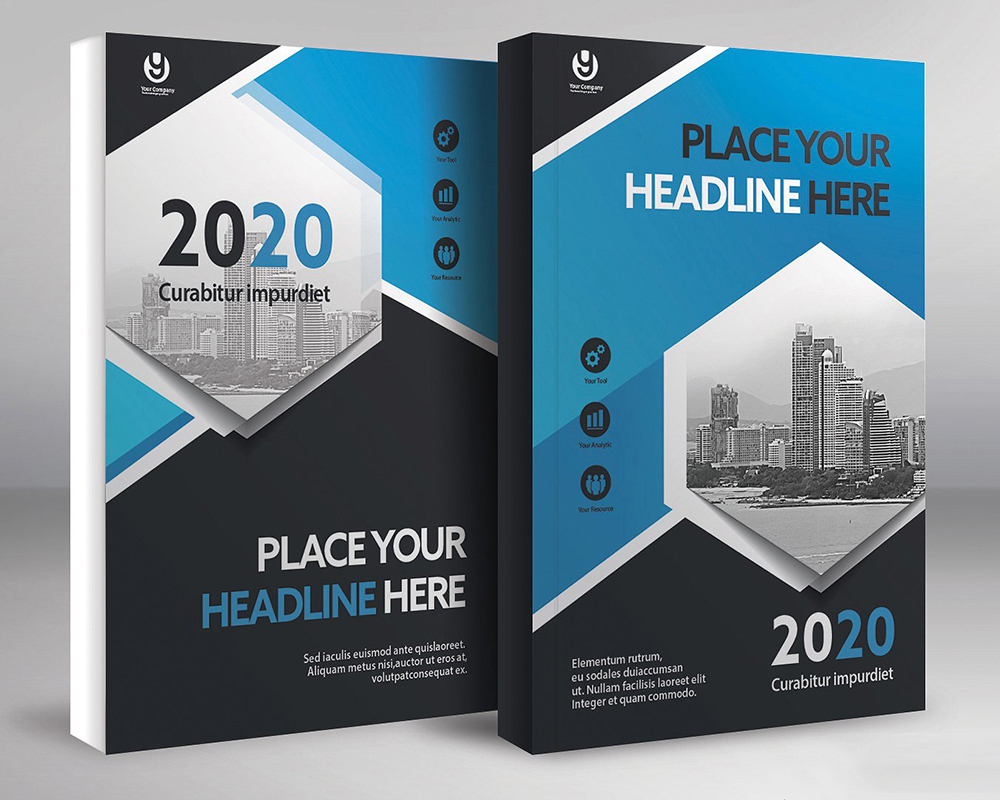 Your Company
2020
Curabitur impurdiet
Your Tool
Your Analytic
Your Resource
PLACE YOUR
HEADLINE HERE
Sed iaculis euismod ante quislaoreet.
Aliquam metus nisi,auctor ut eros at,
volutpatconsequat ex.
Your Company
PLACE YOUR
HEADLINE HERE
Your Tool
Your Analytic
Your Resource
2020
Curabitur impurdiet
Elementum rutrum,
eu sodales duiaccumsan
ut. Nullam facilisis laoreet elit
Integer et quam commodo.